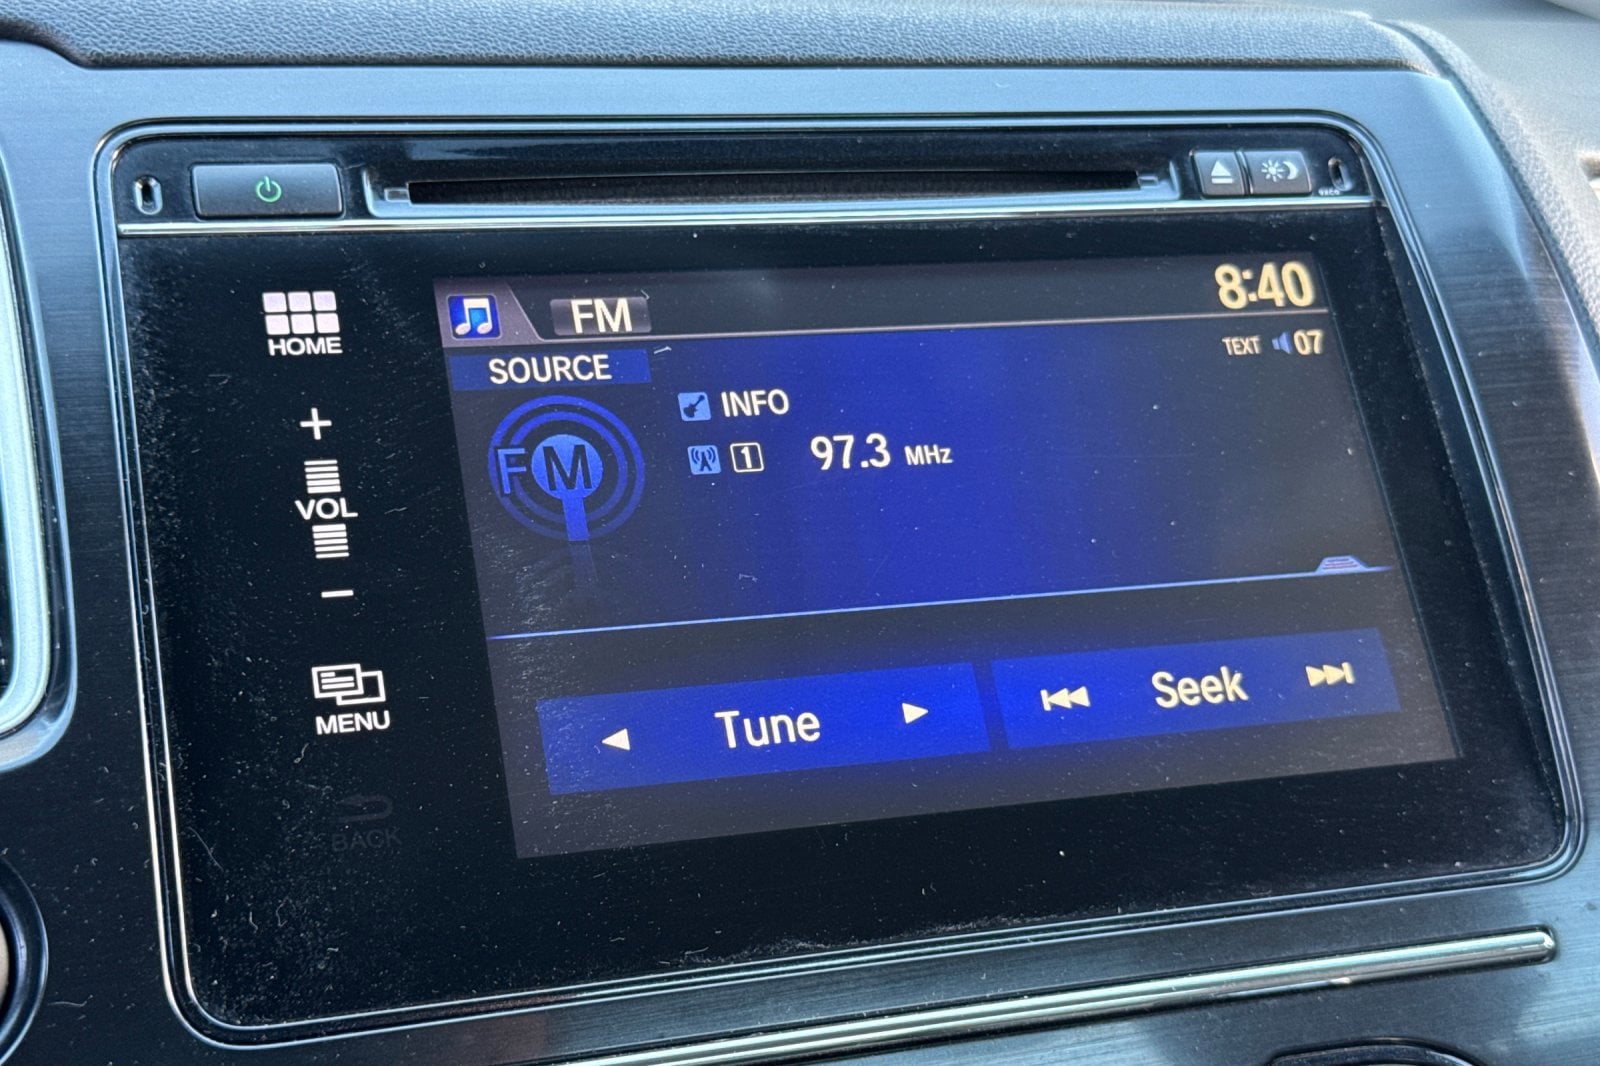 HOME
+
VOL
−
MENU
BACK
FM
8:40
SOURCE
TEXT 07
FM
INFO
1 97.3 MHz
Tune
Seek